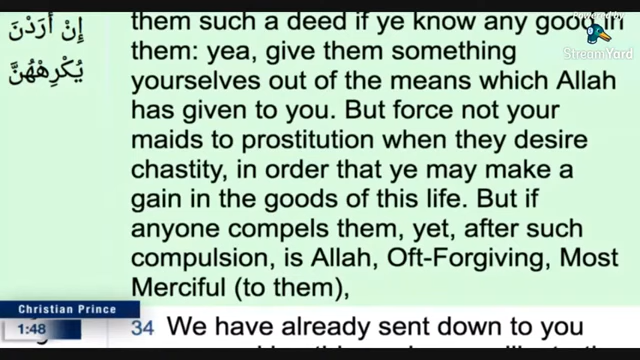 Powered by
StreamYard
إِنْ أَرَدْنَ
يُكْرِههُّنَّ
them such a deed if ye know any good in
them: yea, give them something
yourselves out of the means which Allah
has given to you. But force not your
maids to prostitution when they desire
chastity, in order that ye may make a
gain in the goods of this life. But if
anyone compels them, yet, after such
compulsion, is Allah, Oft-Forgiving, Most
Merciful (to them),
34 We have already sent down to you
Christian Prince
1:48